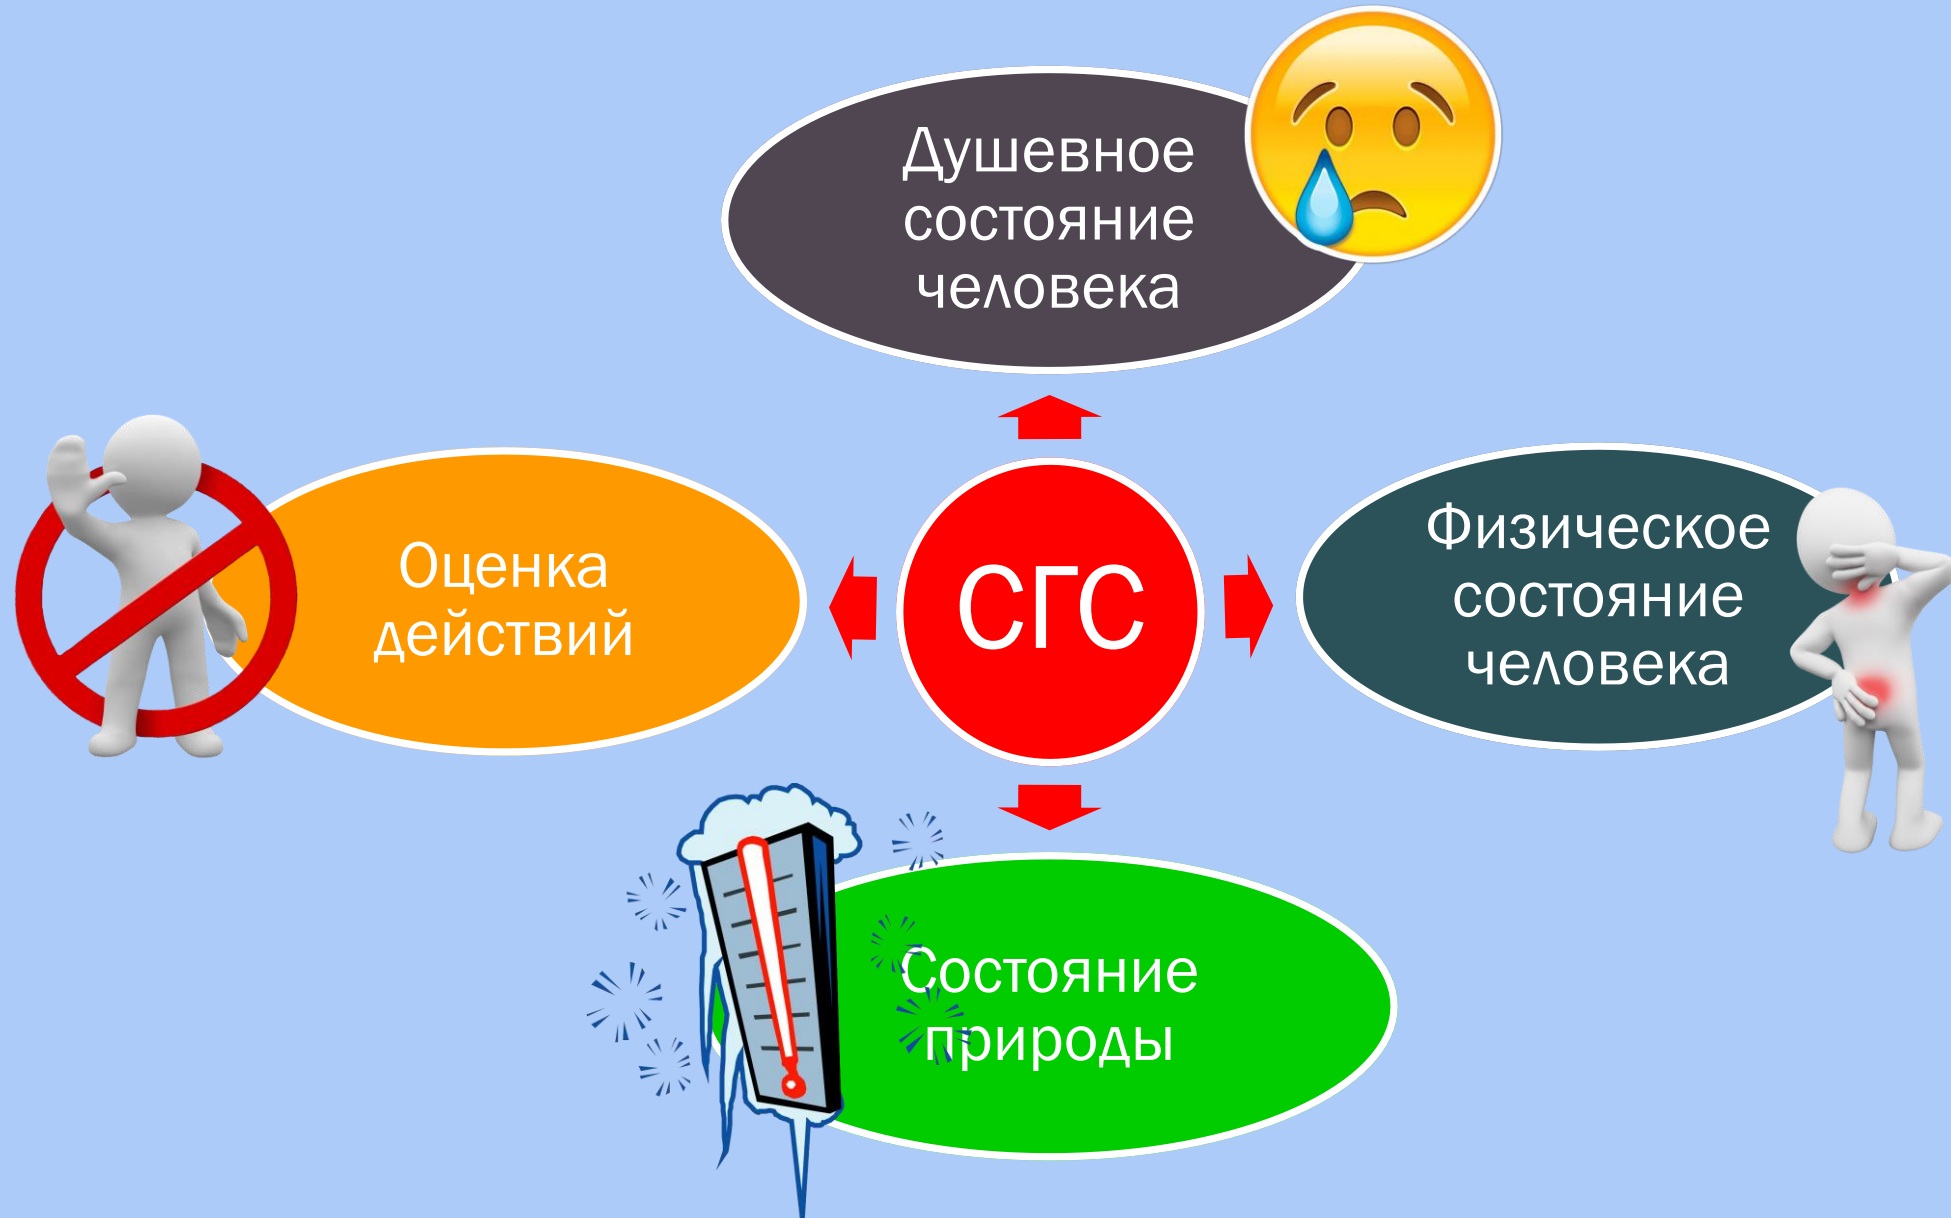 Душевное
состояние
человека
Оценка
действий
СГС
Физическое
состояние
человека
Состояние
природы